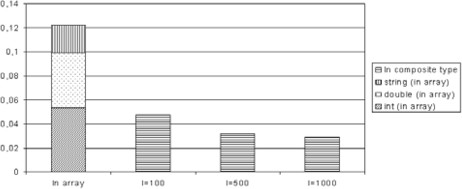 0,14
0,12
0,1
0,08
0,06
0,04
0,02
0
In array
l=100
l=500
l=1000
In composite type
string (in array)
double (in array)
int (in array)